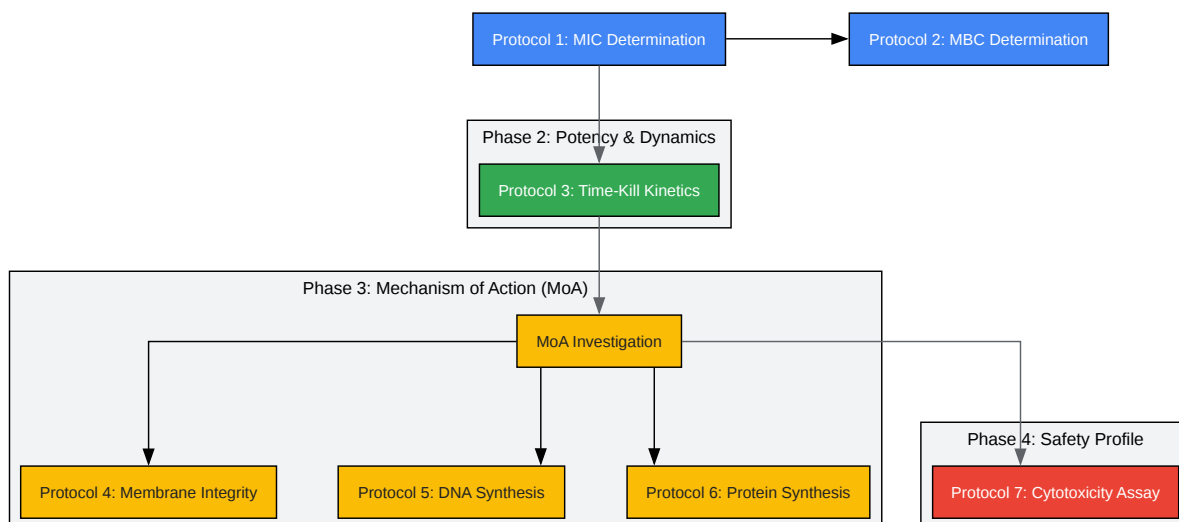 Protocol 1: MIC Determination
Protocol 2: MBC Determination
Phase 2: Potency & Dynamics
Protocol 3: Time-Kill Kinetics
Phase 3: Mechanism of Action (MoA)
MoA Investigation
Phase 4: Safety Profile
Protocol 4: Membrane Integrity
Protocol 5: DNA Synthesis
Protocol 6: Protein Synthesis
Protocol 7: Cytotoxicity Assay